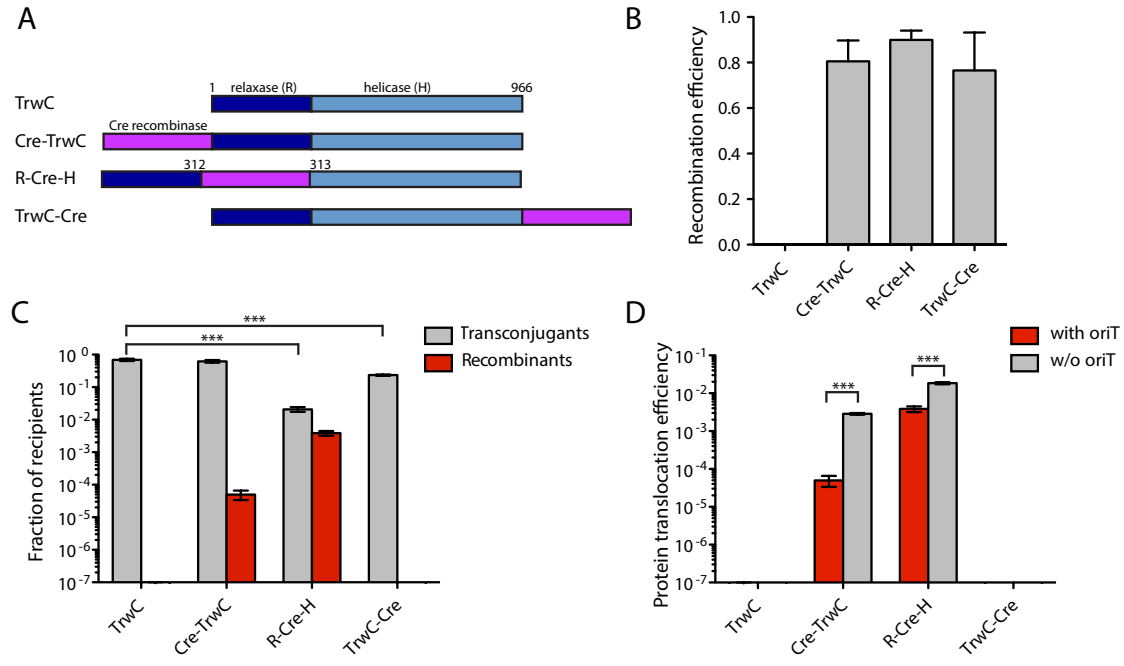 A
1 relaxase (R) helicase (H) 966
TrwC
Cre recombinase
Cre-TrwC
312 313
R-Cre-H
TrwC-Cre
B
Recombination efficiency
1.0
0.8
0.6
0.4
0.2
0.0
TrwC
Cre-TrwC
R-Cre-H
TrwC-Cre
C
Fraction of recipients
10^0
10^-1
10^-2
10^-3
10^-4
10^-5
10^-6
10^-7
***
***
Transconjugants
Recombinants
TrwC
Cre-TrwC
R-Cre-H
TrwC-Cre
D
Protein translocation efficiency
10^-1
10^-2
10^-3
10^-4
10^-5
10^-6
10^-7
***
***
with oriT
w/o oriT
TrwC
Cre-TrwC
R-Cre-H
TrwC-Cre